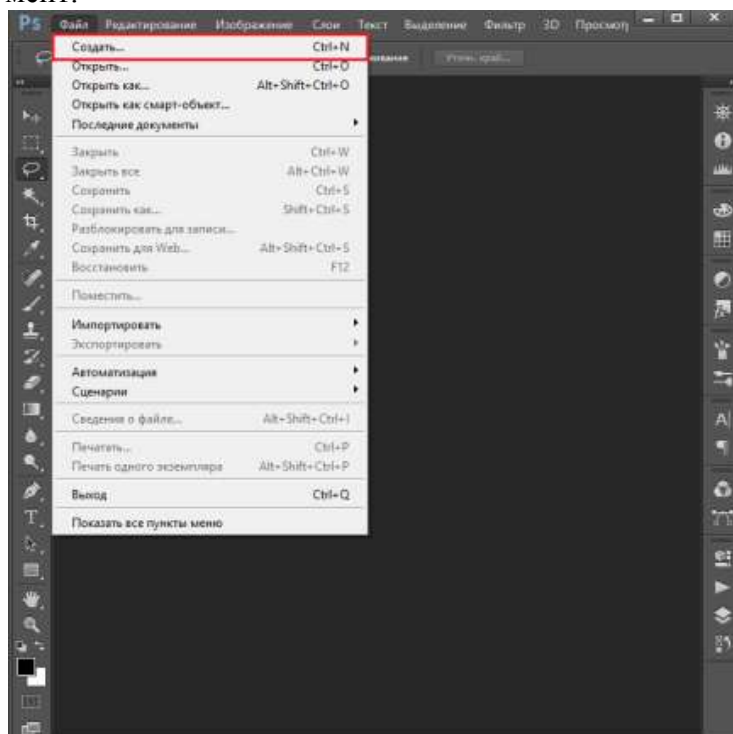 Ps Файл Редактирование Изображение Слои Текст Выделение Фильтр 3D Просмотр
Создать... Ctrl+N
Открыть... Ctrl+O
Открыть как... Alt+Shift+Ctrl+O
Открыть как смарт-объект...
Последние документы
Закрыть Ctrl+W
Закрыть все Alt+Ctrl+W
Сохранить Ctrl+S
Сохранить как... Shift+Ctrl+S
Разблокировать для записи...
Сохранить для Web... Alt+Shift+Ctrl+S
Восстановить F12
Поместить...
Импортировать
Экспортировать
Автоматизация
Сценарии
Сведения о файле... Alt+Shift+Ctrl+I
Печатать... Ctrl+P
Печать одного экземпляра Alt+Shift+Ctrl+P
Выход Ctrl+Q
Показать все пункты меню